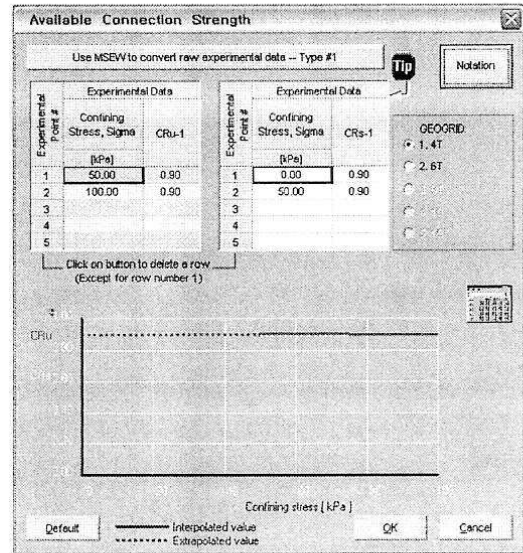 Available Connection Strength
Use MSEW to convert raw experimental data -- Type #1
Tip
Notation
Experimental Point #
Experimental Data
Confining Stress, Sigma
CRu-1
[kPa]
1 50.00 0.90
2 100.00 0.90
3
4
5
Experimental Point #
Experimental Data
Confining Stress, Sigma
CRs-1
[kPa]
1 0.00 0.90
2 50.00 0.90
3
4
5
GEOGRID:
1. 4T
2. 6T
Click on button to delete a row
(Except for row number 1)
CRu
Confining stress [ kPa ]
Default
Interpolated value
Extrapolated value
OK
Cancel